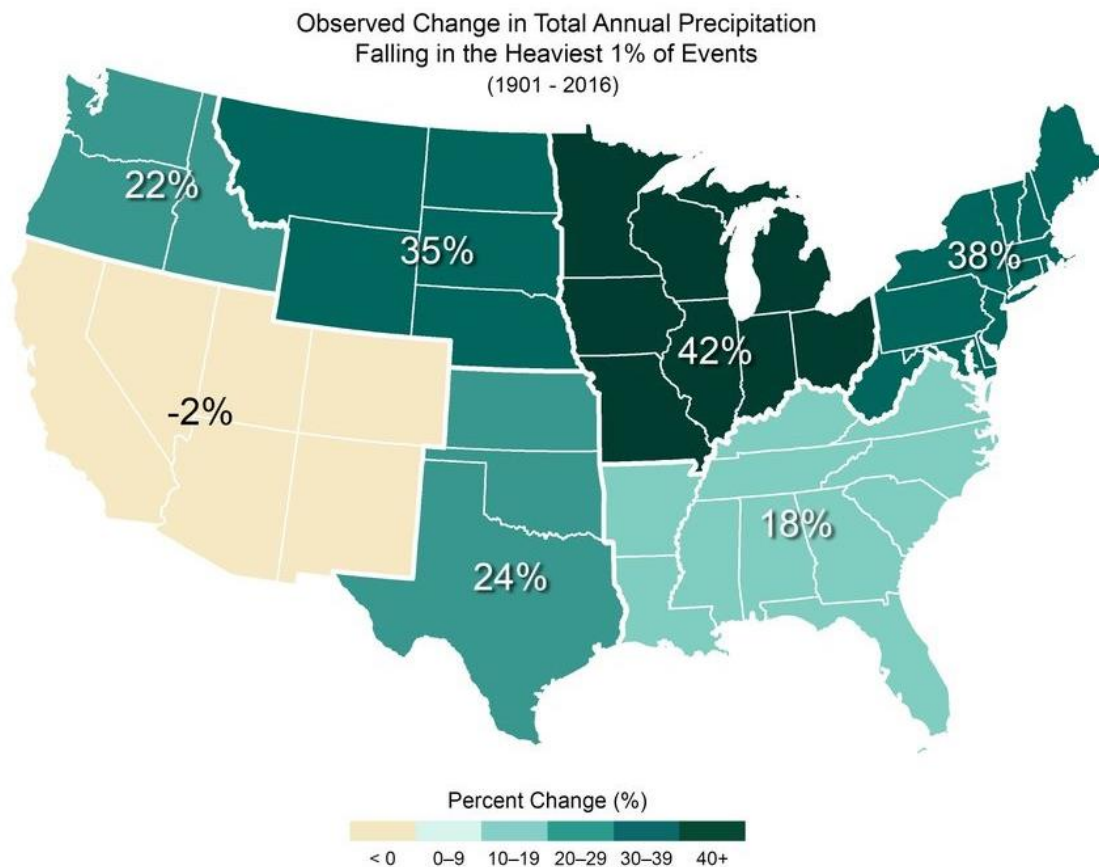 Observed Change in Total Annual Precipitation
Falling in the Heaviest 1% of Events
(1901 - 2016)
22%
35%
38%
42%
-2%
18%
24%
Percent Change (%)
< 0 0–9 10–19 20–29 30–39 40+